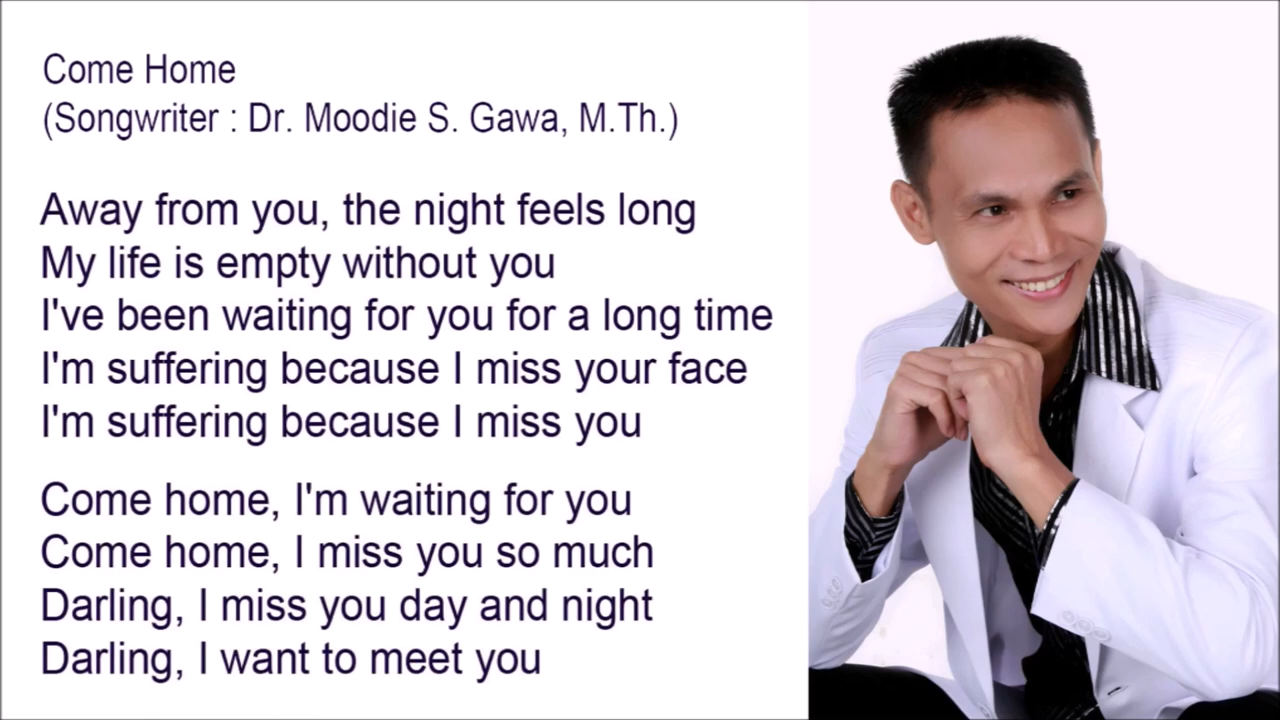 Come Home
(Songwriter : Dr. Moodie S. Gawa, M.Th.)
Away from you, the night feels long
My life is empty without you
I've been waiting for you for a long time
I'm suffering because I miss your face
I'm suffering because I miss you
Come home, I'm waiting for you
Come home, I miss you so much
Darling, I miss you day and night
Darling, I want to meet you